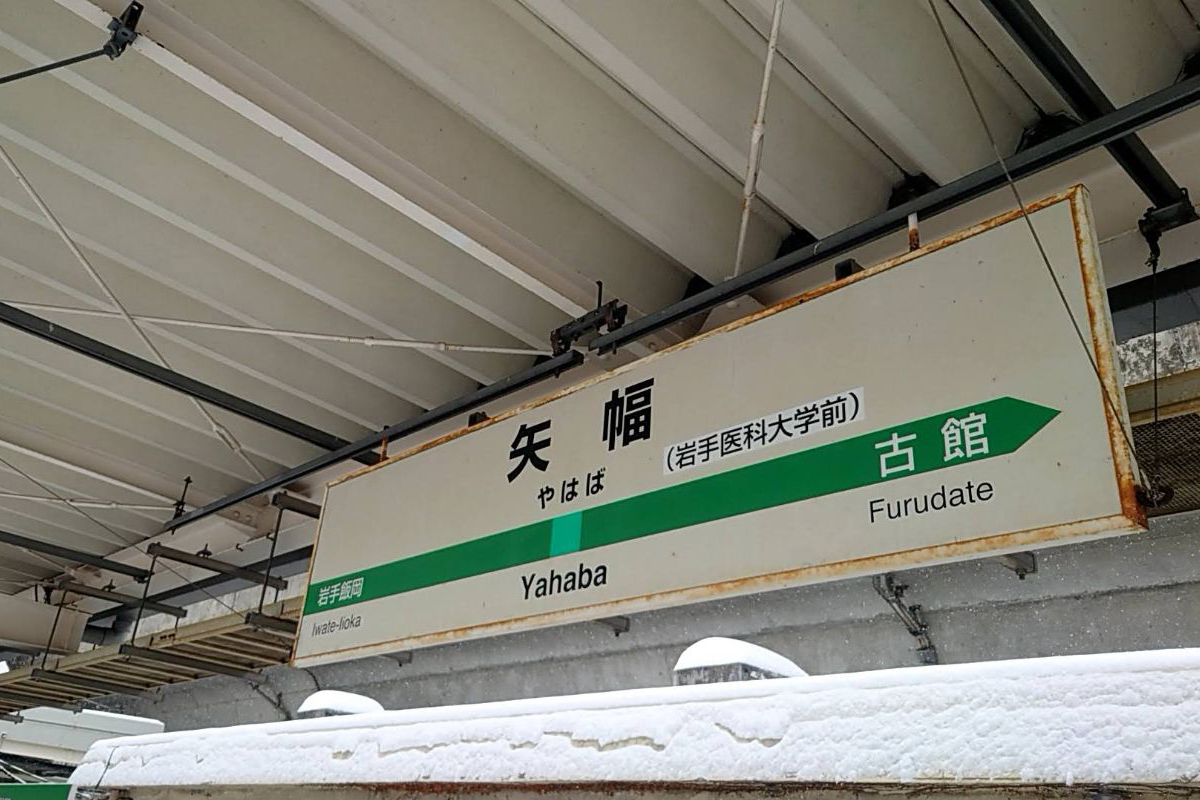 矢幅
(岩手医科大学前)
やはば
岩手飯岡
古館
Iwate-Iioka
Yahaba
Furudate